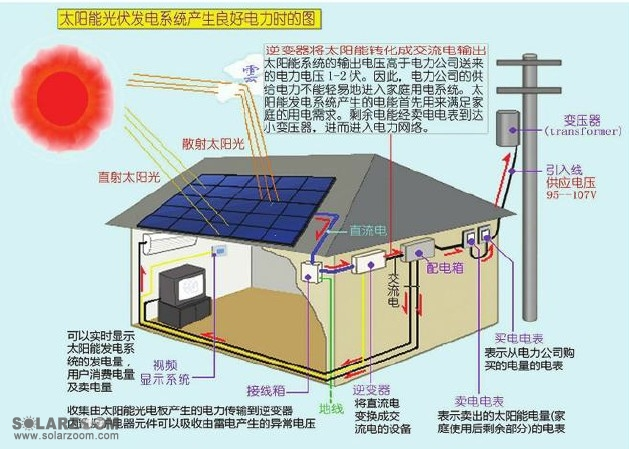 太阳能光伏发电系统产生良好电力时的图
逆变器将太阳能转化成交流电输出
太阳能系统的输出电压高于电力公司送来
的电力电压1-2伏。因此，电力公司的供
给电力不能轻易地进入家庭用电系统。太
阳能发电系统产生的电能首先用来满足家
庭的用电需求。剩余电能经卖电电表到达
小变压器，进而进入电力网络。
雲
散射太阳光
直射太阳光
变压器
(transformer)
引入线
供应电压
95--107V
直流电
配电箱
交流电
买电电表
表示从电力公司购
买的电量的电表
卖电电表
表示卖出的太阳能电量(家
庭使用后剩余部分)的电表
可以实时显示
太阳能发电系
统的发电量,
用户消费电量
及卖电量
视频
显示系统
接线箱
收集由太阳能光电板产生的电力传输到逆变器
电器元件可以吸收由雷电产生的异常电压
地线
逆变器
将直流电
变换成交
流电的设备
SOLARZOOM
www.solarzoom.com